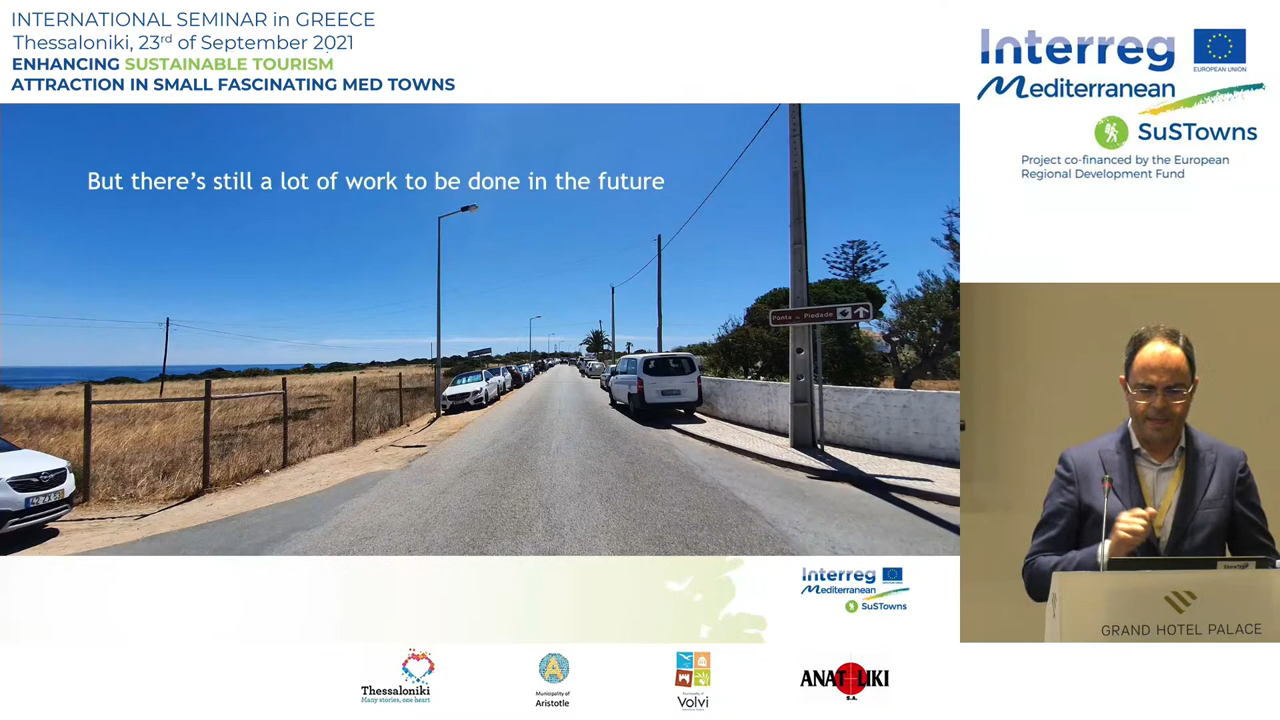 INTERNATIONAL SEMINAR in GREECE
Thessaloniki, 23rd of September 2021
ENHANCING SUSTAINABLE TOURISM
ATTRACTION IN SMALL FASCINATING MED TOWNS
Interreg
EUROPEAN UNION
Mediterranean
SuSTowns
Project co-financed by the European
Regional Development Fund
But there's still a lot of work to be done in the future
Ponta da Piedade
Interreg
Mediterranean
SuSTowns
GRAND HOTEL PALACE
Thessaloniki
Many stories, one heart
Municipality of
Aristotle
Municipality of
Volvi
ANATOLIKI
S.A.